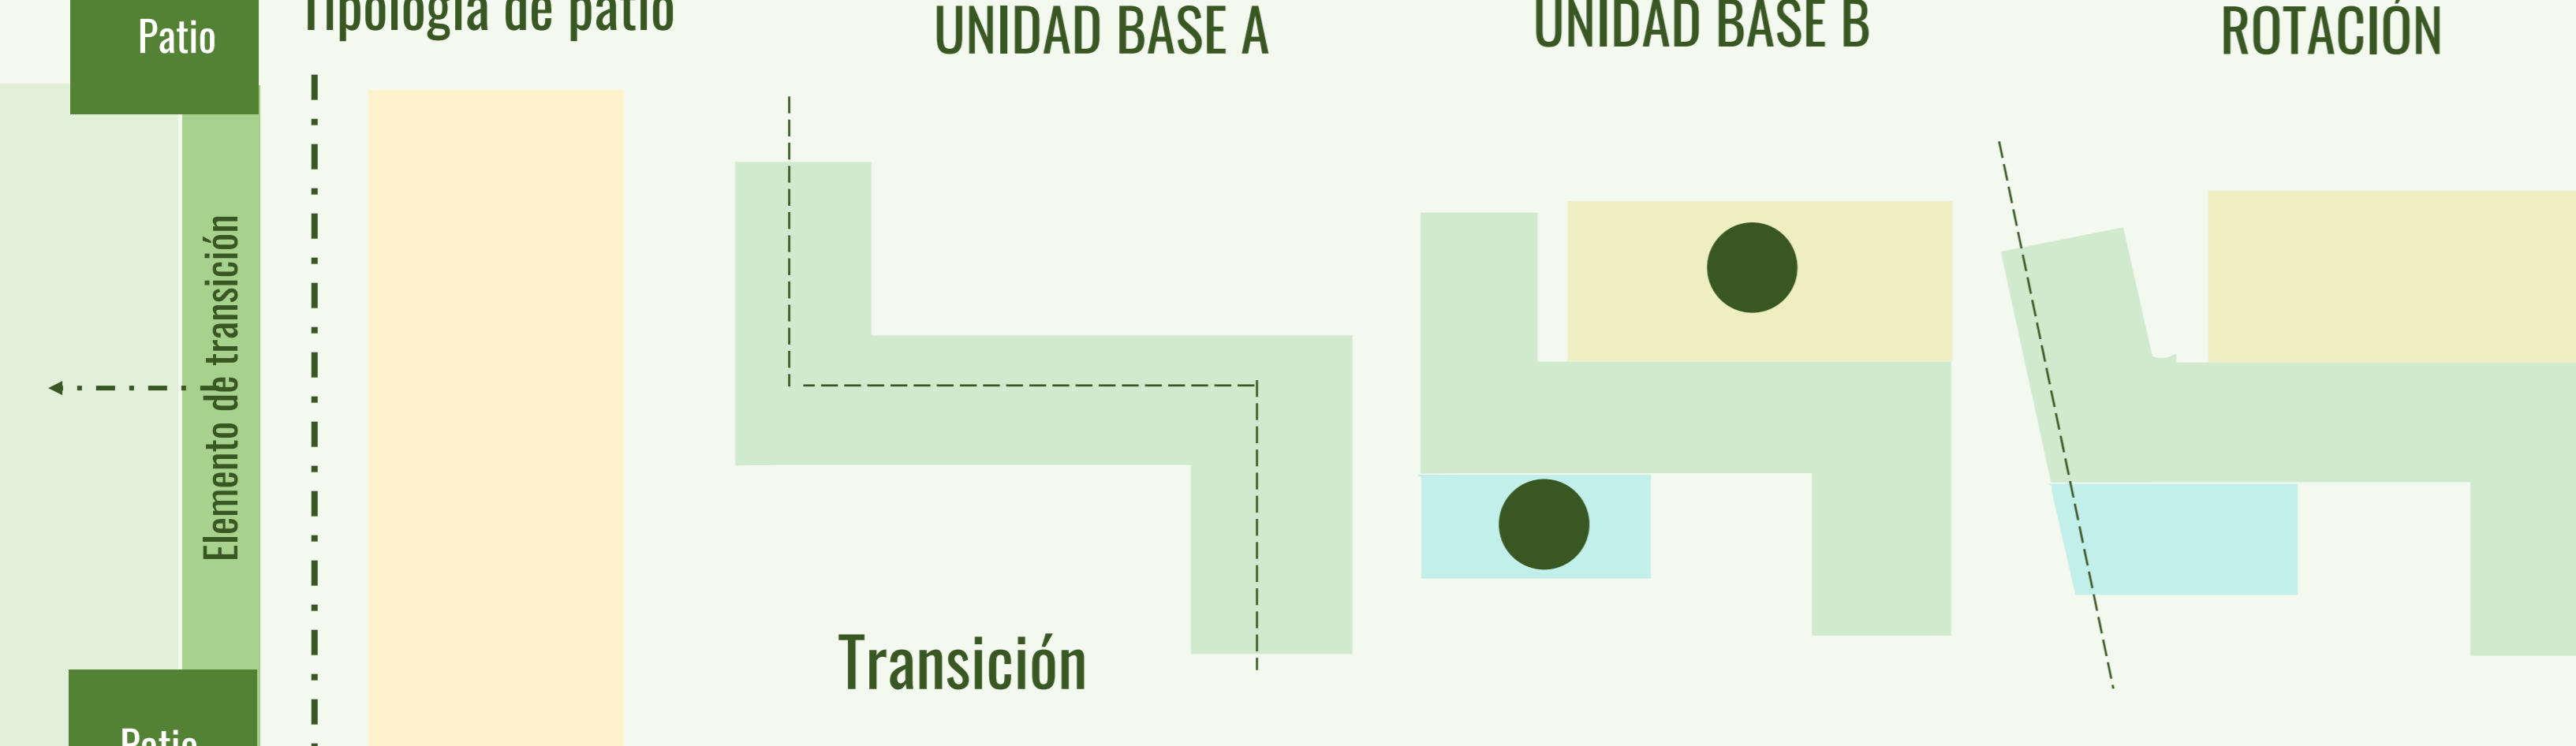 Patio
Tipología de patio
UNIDAD BASE A
UNIDAD BASE B
ROTACIÓN
Elemento de transición
Transición
Patio